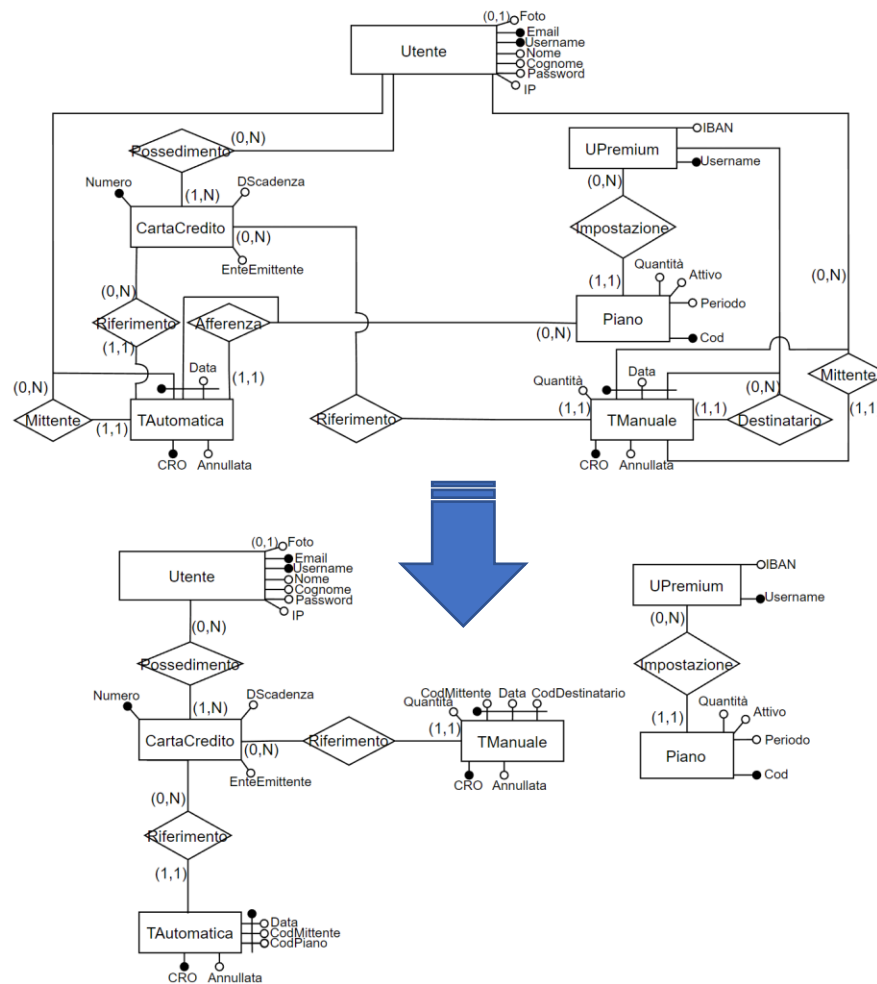 (0,1) Foto
Email
Username
Nome
Cognome
Password
IP
Utente
(0,N)
Possedimento
IBAN
UPremium
Username
(0,N)
Numero
DScadenza
(1,N)
CartaCredito
(0,N)
EnteEmittente
Impostazione
Quantità
Attivo
(1,1)
Periodo
Piano
Cod
(0,N)
(0,N)
(0,N)
Riferimento
Afferenza
(1,1)
Data
(1,1)
(0,N)
Mittente
(1,1)
TAutomatica
CRO
Annullata
Riferimento
Quantità
Data
(1,1)
TManuale
(1,1)
CRO
Annullata
(0,N)
Destinatario
Mittente
(1,1)
(0,1) Foto
Email
Username
Nome
Cognome
Password
IP
Utente
(0,N)
Possedimento
IBAN
UPremium
Username
(0,N)
Impostazione
Numero
DScadenza
(1,N)
CartaCredito
(0,N)
EnteEmittente
Riferimento
CodMittente
Data
CodDestinatario
Quantità
(1,1)
TManuale
CRO
Annullata
Quantità
Attivo
(1,1)
Periodo
Piano
Cod
(0,N)
Riferimento
(1,1)
TAutomatica
Data
CodMittente
CodPiano
CRO
Annullata